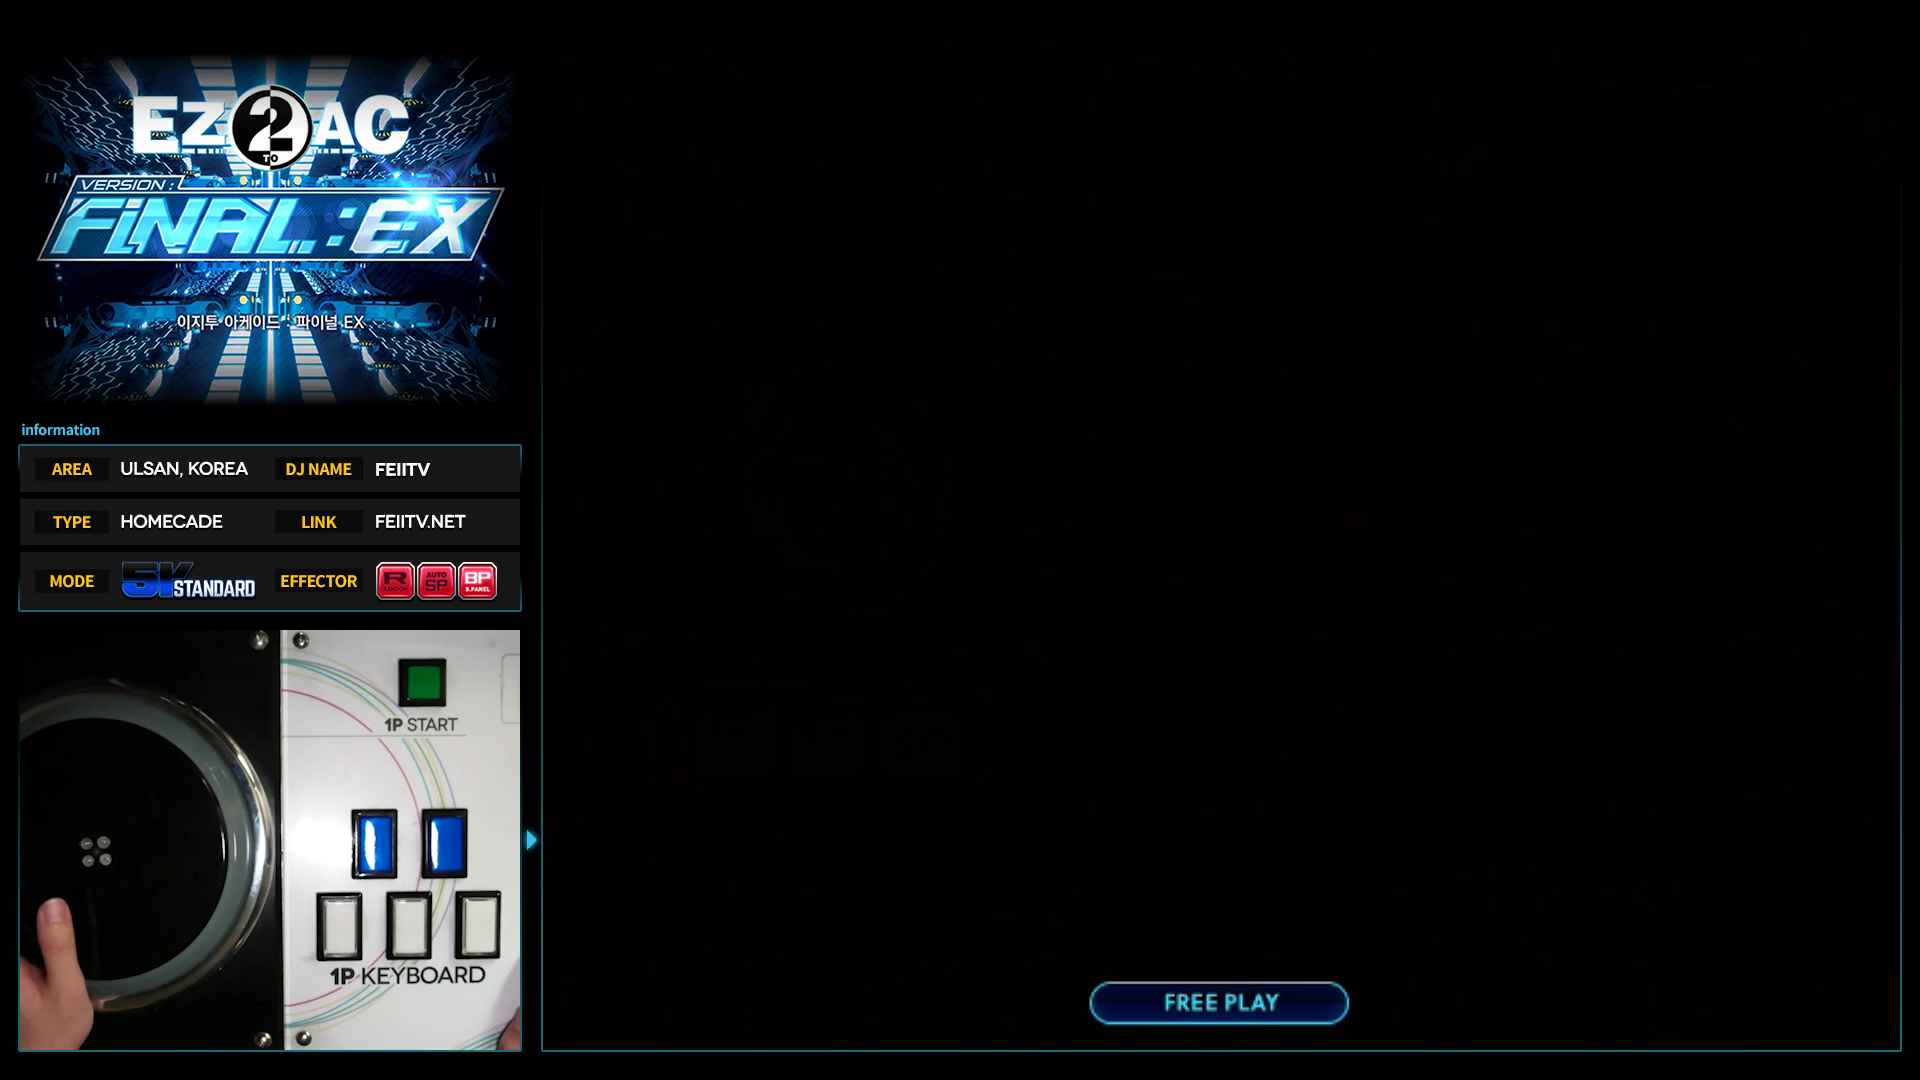 EZ2AC
TO
VERSION :
FINAL:EX
이지투 아케이드 : 파이널 EX
information
AREA ULSAN, KOREA DJ NAME FEIITV
TYPE HOMECADE LINK FEIITV.NET
MODE 5K STANDARD EFFECTOR R RANDOM AUTO SP BP B.PANEL
1P START
1P KEYBOARD
FREE PLAY